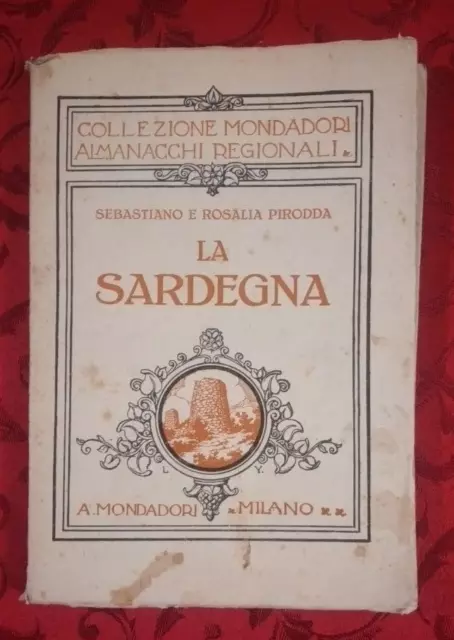 COLLEZIONE MONDADORI
ALMANACCHI REGIONALI
SEBASTIANO E ROSALIA PIRODDA
LA
SARDEGNA
L. Y.
A. MONDADORI MILANO